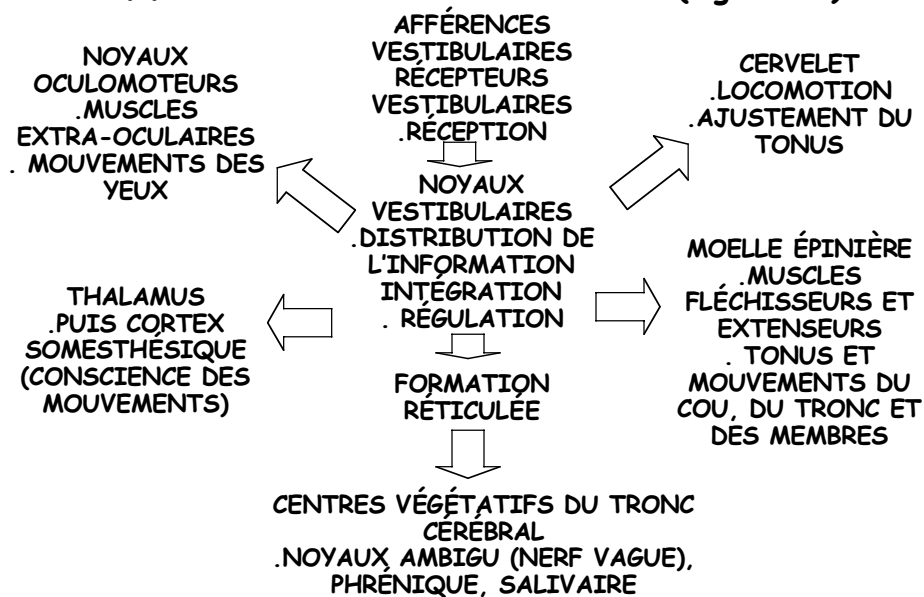 AFFÉRENCES
VESTIBULAIRES
RÉCEPTEURS
VESTIBULAIRES
.RÉCEPTION
NOYAUX
OCULOMOTEURS
.MUSCLES
EXTRA-OCULAIRES
. MOUVEMENTS DES
YEUX
CERVELET
.LOCOMOTION
.AJUSTEMENT DU
TONUS
NOYAUX
VESTIBULAIRES
.DISTRIBUTION DE
L'INFORMATION
INTÉGRATION
. RÉGULATION
THALAMUS
.PUIS CORTEX
SOMESTHÉSIQUE
(CONSCIENCE DES
MOUVEMENTS)
MOELLE ÉPINIÈRE
.MUSCLES
FLÉCHISSEURS ET
EXTENSEURS
. TONUS ET
MOUVEMENTS DU
COU, DU TRONC ET
DES MEMBRES
FORMATION
RÉTICULÉE
CENTRES VÉGÉTATIFS DU TRONC
CÉRÉBRAL
.NOYAUX AMBIGU (NERF VAGUE),
PHRÉNIQUE, SALIVAIRE